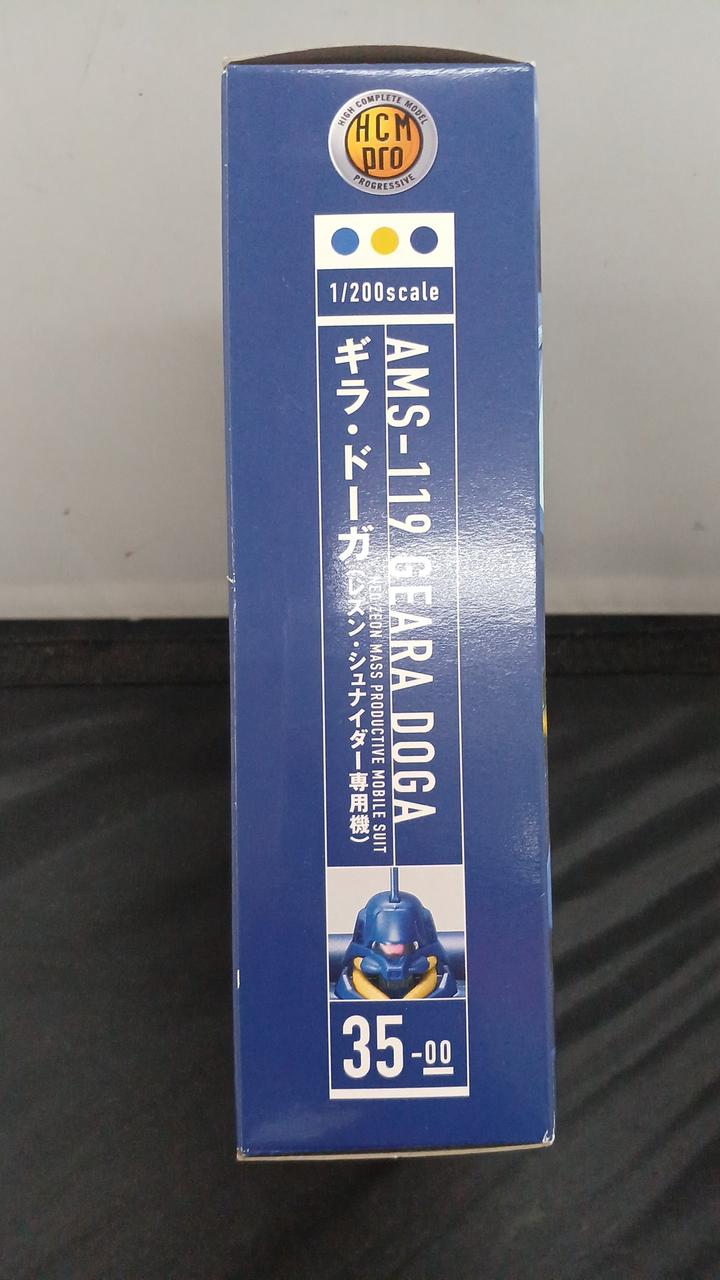 HIGH COMPLETE MODEL
HCM
pro
PROGRESSIVE
1/200scale
AMS-119 GEARA DOGA
NEO ZEON MASS PRODUCTIVE MOBILE SUIT
ギラ・ドーガ(レズン・シュナイダー専用機)
35-00